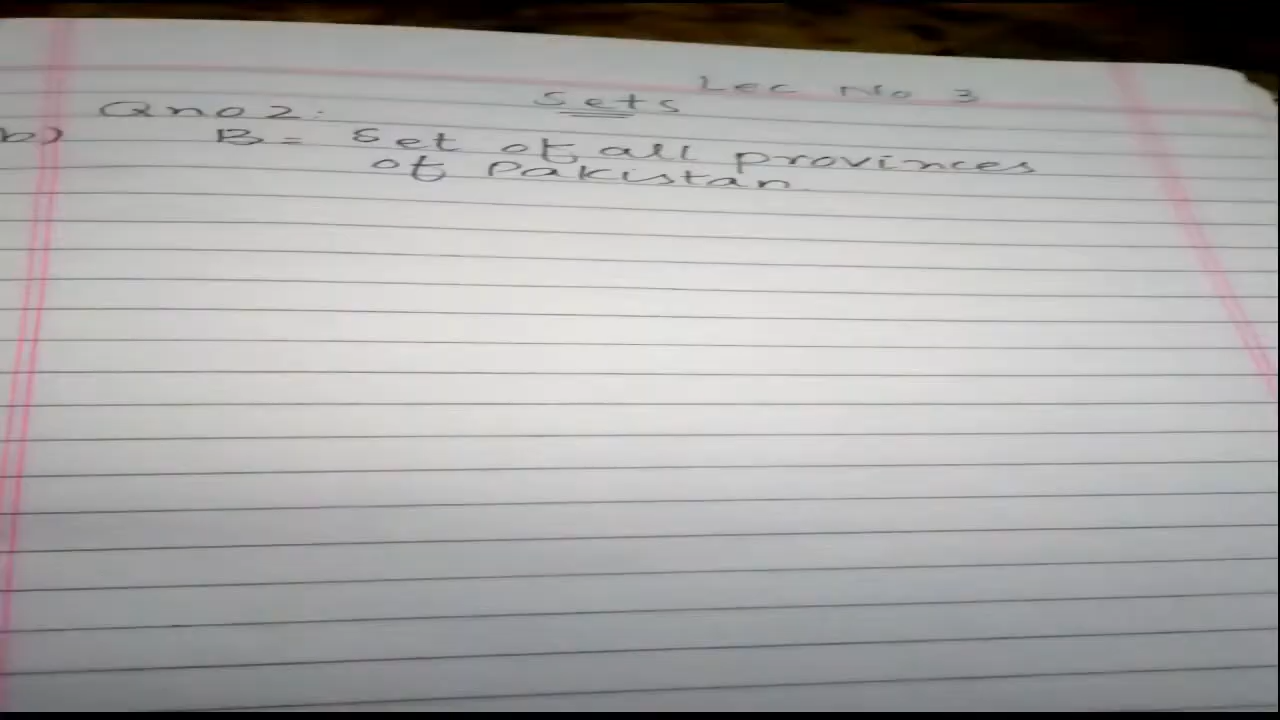 Lec No 3
Sets
Q no 2.
b) B = Set of all provinces
of Pakistan